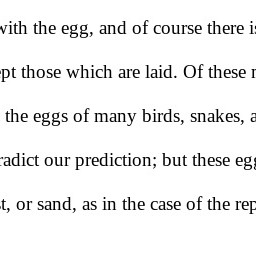 with the egg, and of course there is
ept those which are laid. Of these
the eggs of many birds, snakes, a
radict our prediction; but these eg
t, or sand, as in the case of the rep